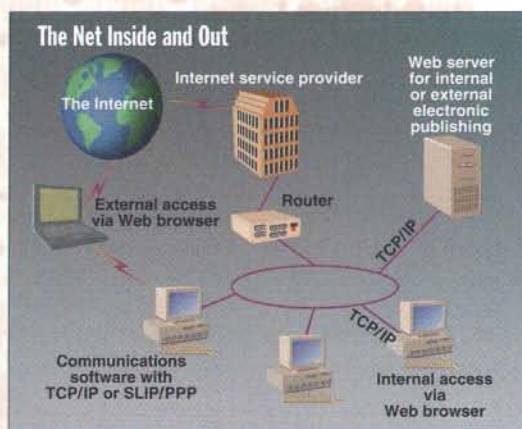 The Net Inside and Out
The Internet
Internet service provider
Web server
for internal
or external
electronic
publishing
External access
via Web browser
Router
TCP/IP
TCP/IP
Communications
software with
TCP/IP or SLIP/PPP
Internal access
via
Web browser